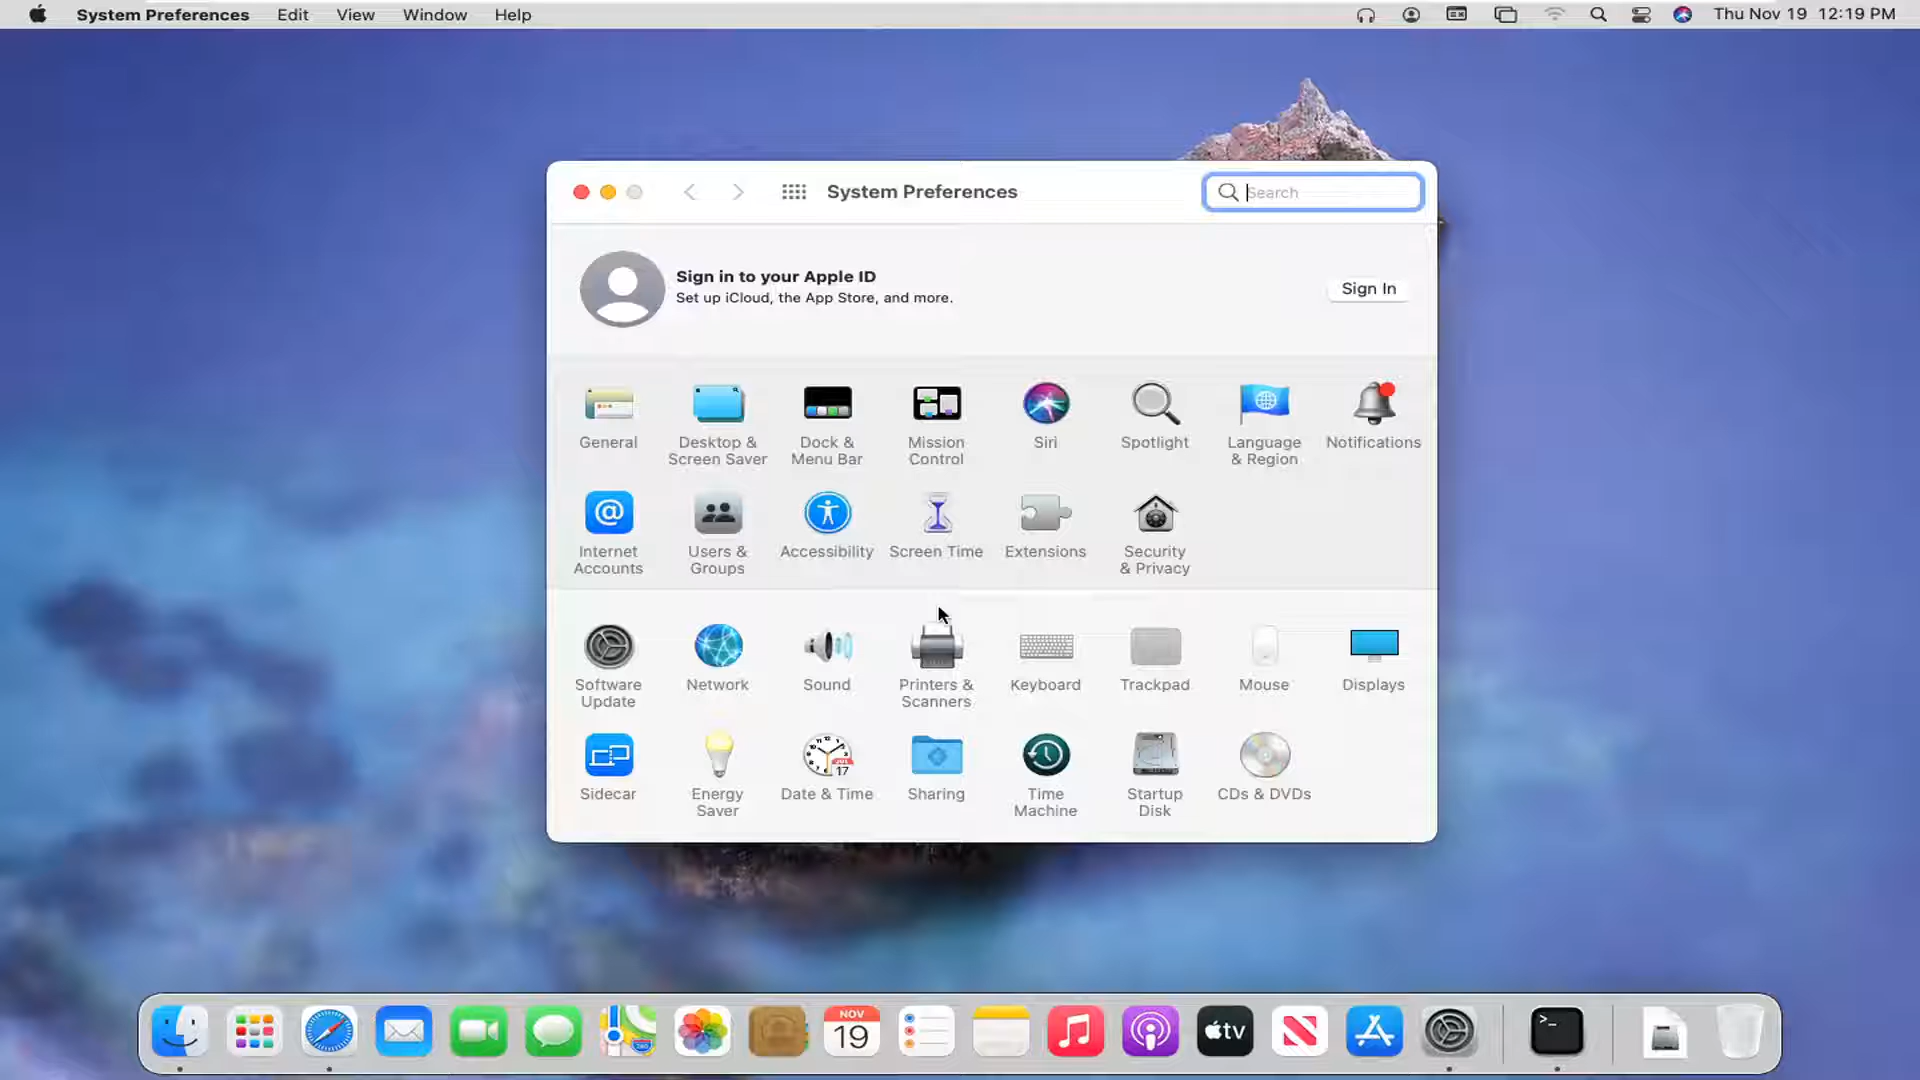 System Preferences Edit View Window Help Thu Nov 19 12:19 PM
System Preferences
Search
Sign in to your Apple ID
Set up iCloud, the App Store, and more.
Sign In
General
Desktop &
Screen Saver
Dock &
Menu Bar
Mission
Control
Siri
Spotlight
Language
& Region
Notifications
Internet
Accounts
Users &
Groups
Accessibility
Screen Time
Extensions
Security
& Privacy
Software
Update
Network
Sound
Printers &
Scanners
Keyboard
Trackpad
Mouse
Displays
Sidecar
Energy
Saver
Date & Time
Sharing
Time
Machine
Startup
Disk
CDs & DVDs
NOV
19
tv
>_